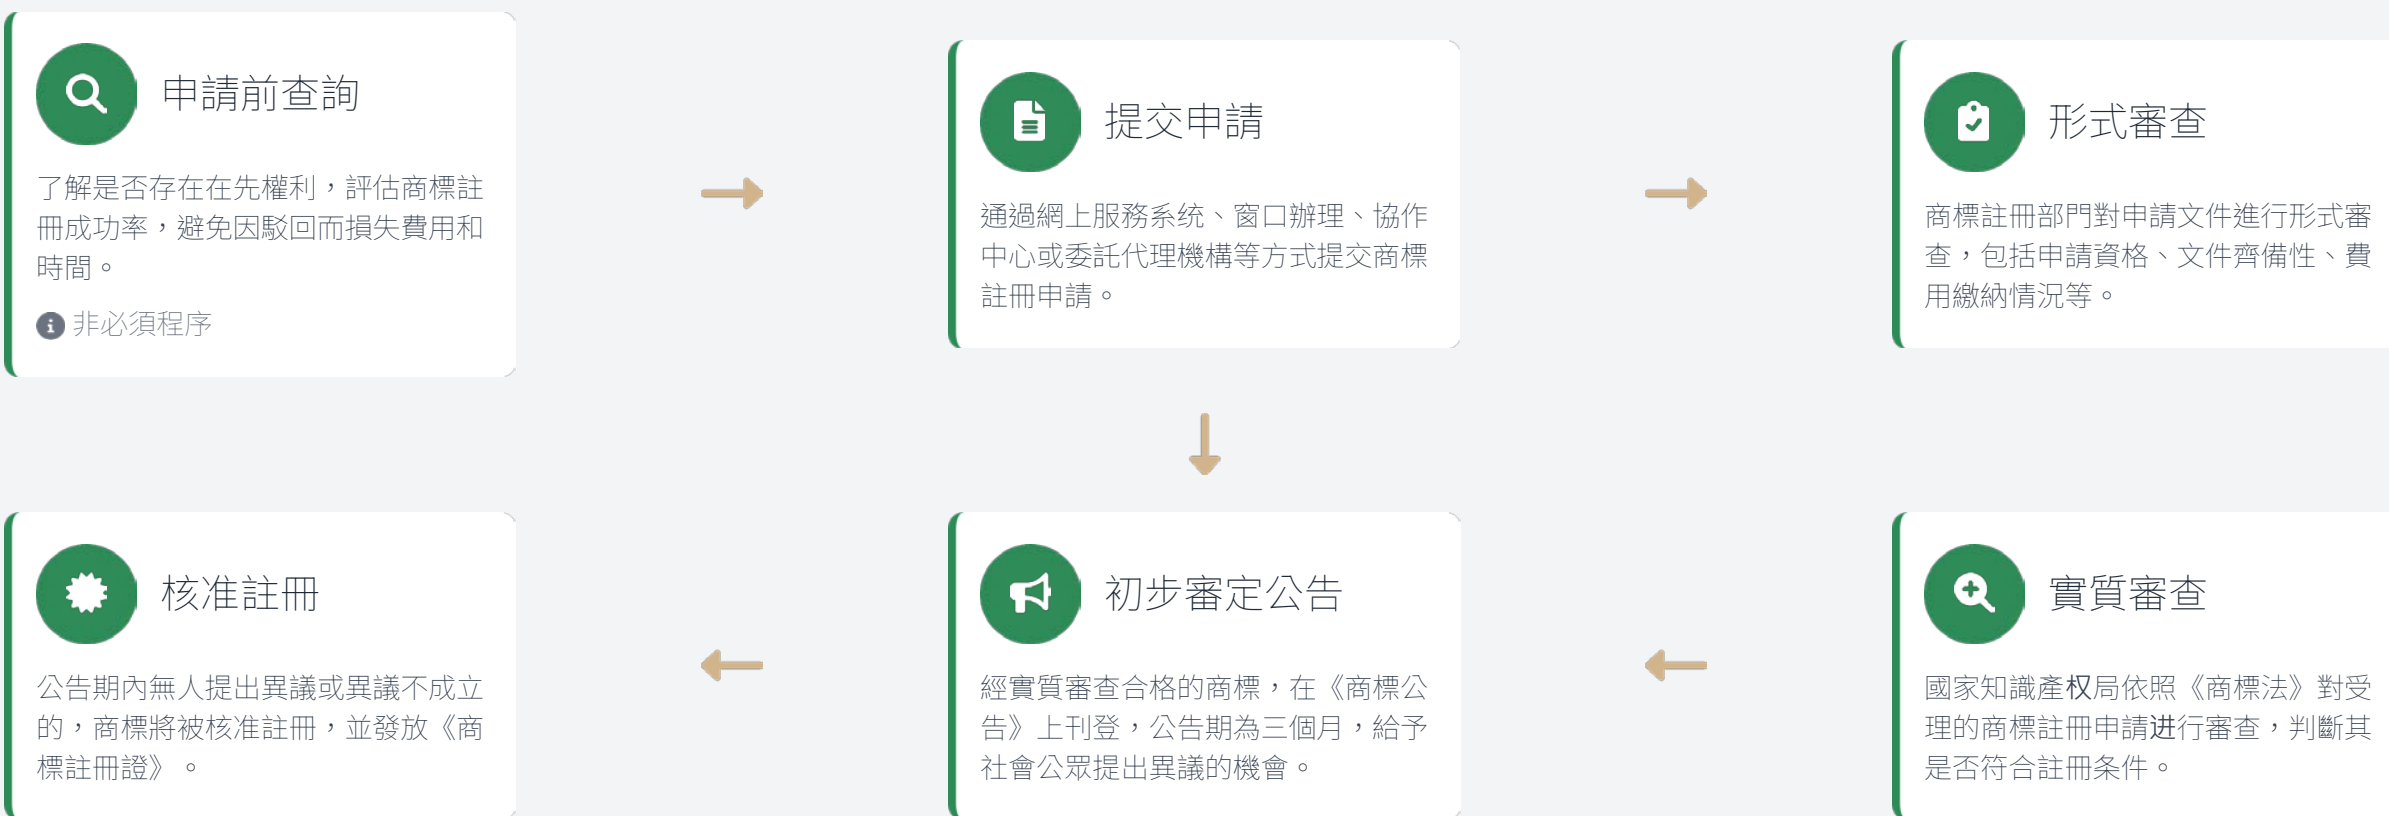 申請前查詢
了解是否存在在先權利，評估商標註
冊成功率，避免因駁回而損失費用和
時間。
非必須程序
提交申請
通過網上服務系統、窗口辦理、協作
中心或委託代理機構等方式提交商標
註冊申請。
形式審查
商標註冊部門對申請文件進行形式審
查，包括申請資格、文件齊備性、費
用繳納情況等。
核准註冊
公告期內無人提出異議或異議不成立
的，商標將被核准註冊，並發放《商
標註冊證》。
初步審定公告
經實質審查合格的商標，在《商標公
告》上刊登，公告期為三個月，給予
社會公眾提出異議的機會。
實質審查
國家知識產权局依照《商標法》對受
理的商標註冊申請进行審查，判斷其
是否符合註冊条件。